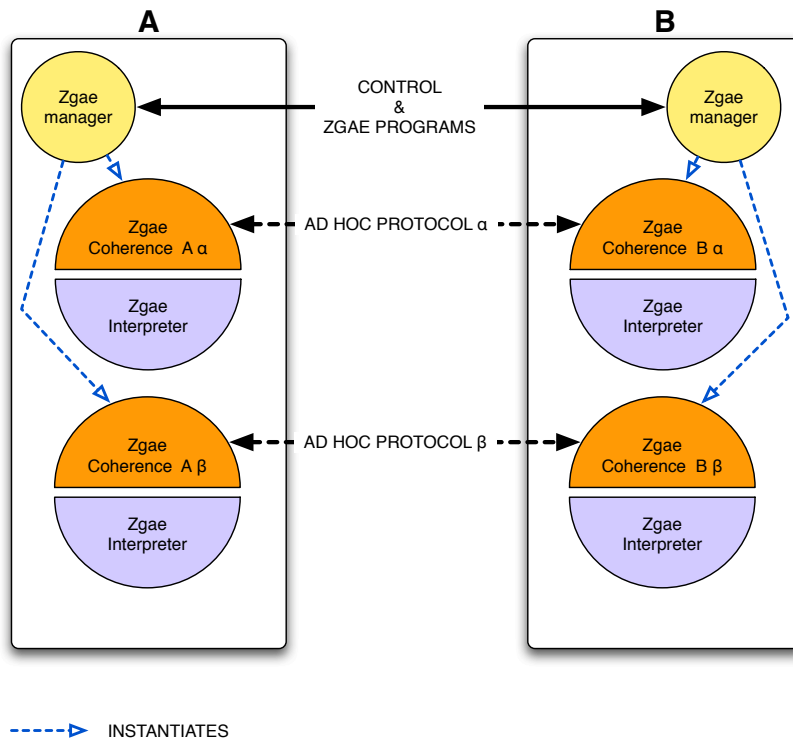 A
B
Zgae
manager
CONTROL
&
ZGAE PROGRAMS
Zgae
manager
Zgae
Coherence A α
AD HOC PROTOCOL α
Zgae
Coherence B α
Zgae
Interpreter
Zgae
Interpreter
Zgae
Coherence A β
AD HOC PROTOCOL β
Zgae
Coherence B β
Zgae
Interpreter
Zgae
Interpreter
INSTANTIATES